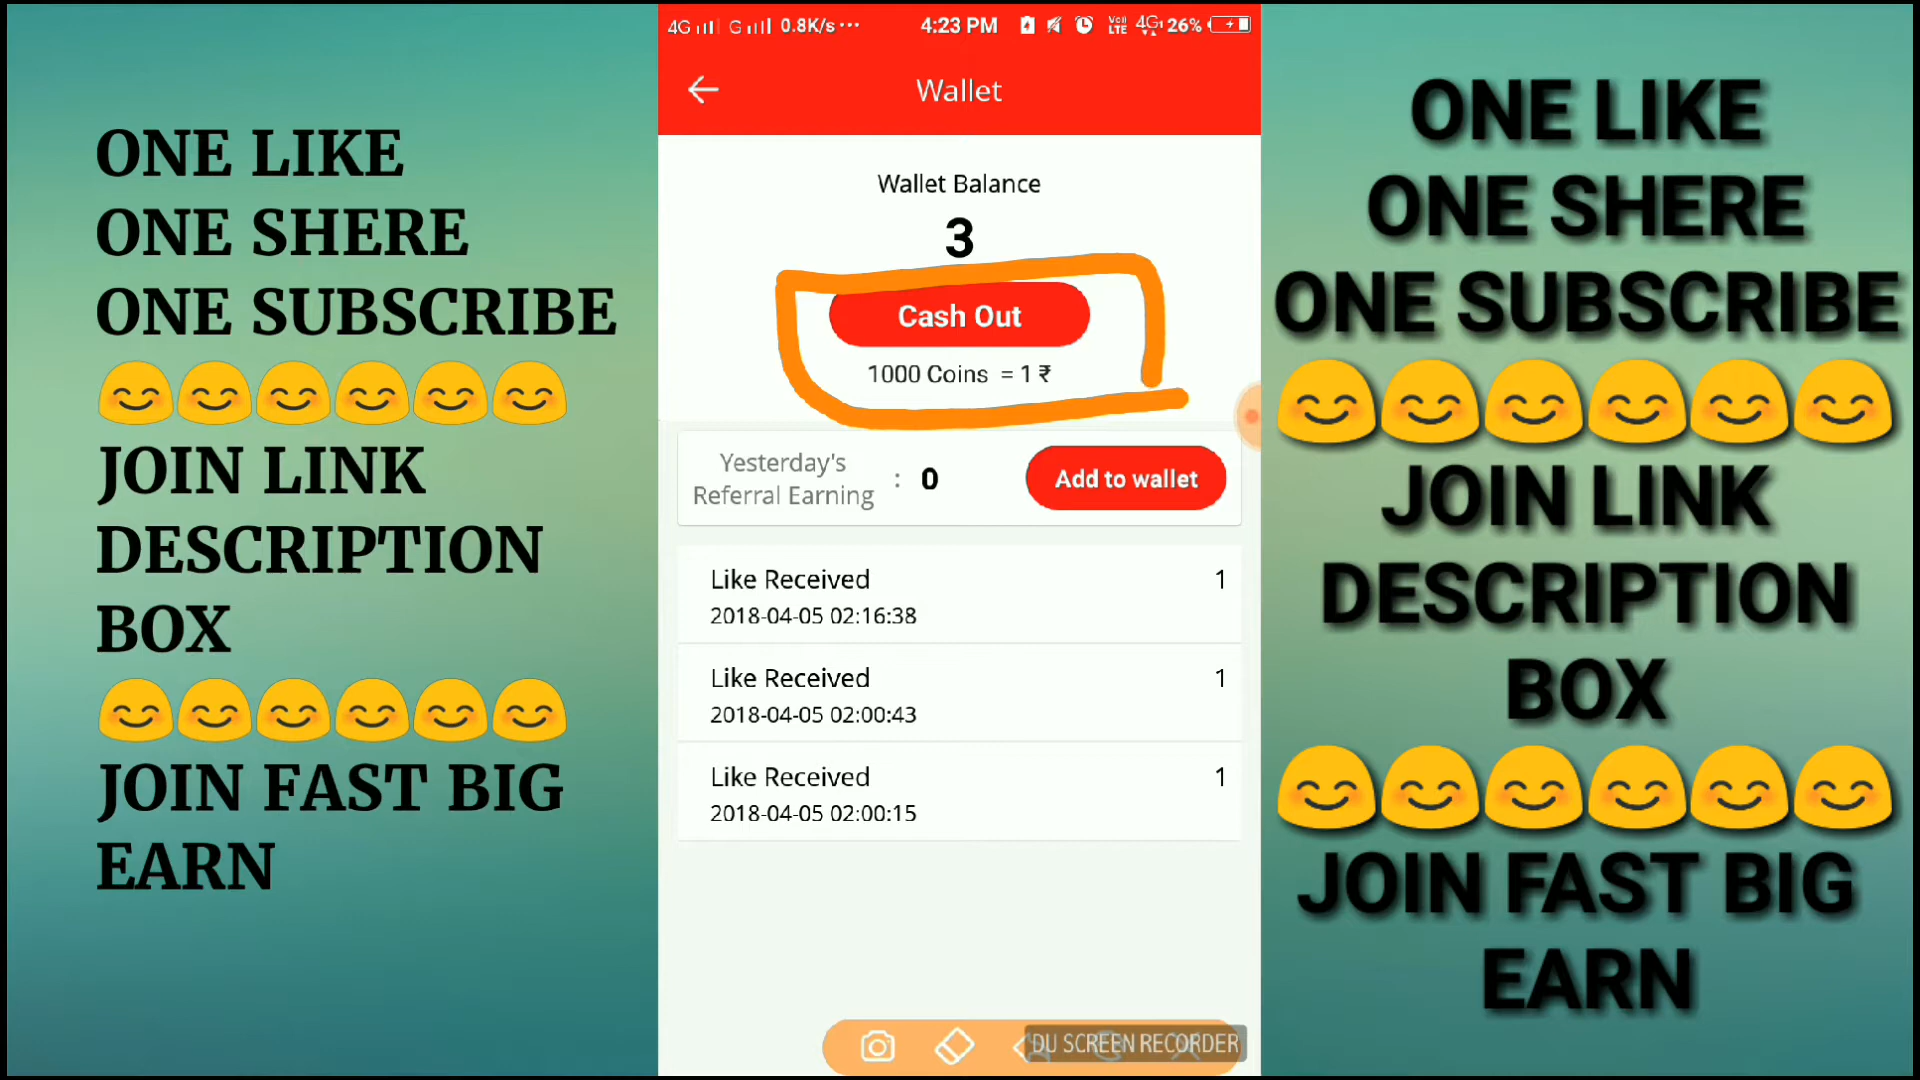 ONE LIKE
ONE SHERE
ONE SUBSCRIBE
😊😊😊😊😊😊
JOIN LINK
DESCRIPTION
BOX
😊😊😊😊😊😊
JOIN FAST BIG
EARN
4G G 0.8K/s ··· 4:23 PM VoLTE 4G 26%
Wallet
Wallet Balance
3
Cash Out
1000 Coins = 1 ₹
Yesterday's
Referral Earning : 0 Add to wallet
Like Received 1
2018-04-05 02:16:38
Like Received 1
2018-04-05 02:00:43
Like Received 1
2018-04-05 02:00:15
DU SCREEN RECORDER
ONE LIKE
ONE SHERE
ONE SUBSCRIBE
😊😊😊😊😊😊
JOIN LINK
DESCRIPTION
BOX
😊😊😊😊😊😊
JOIN FAST BIG
EARN